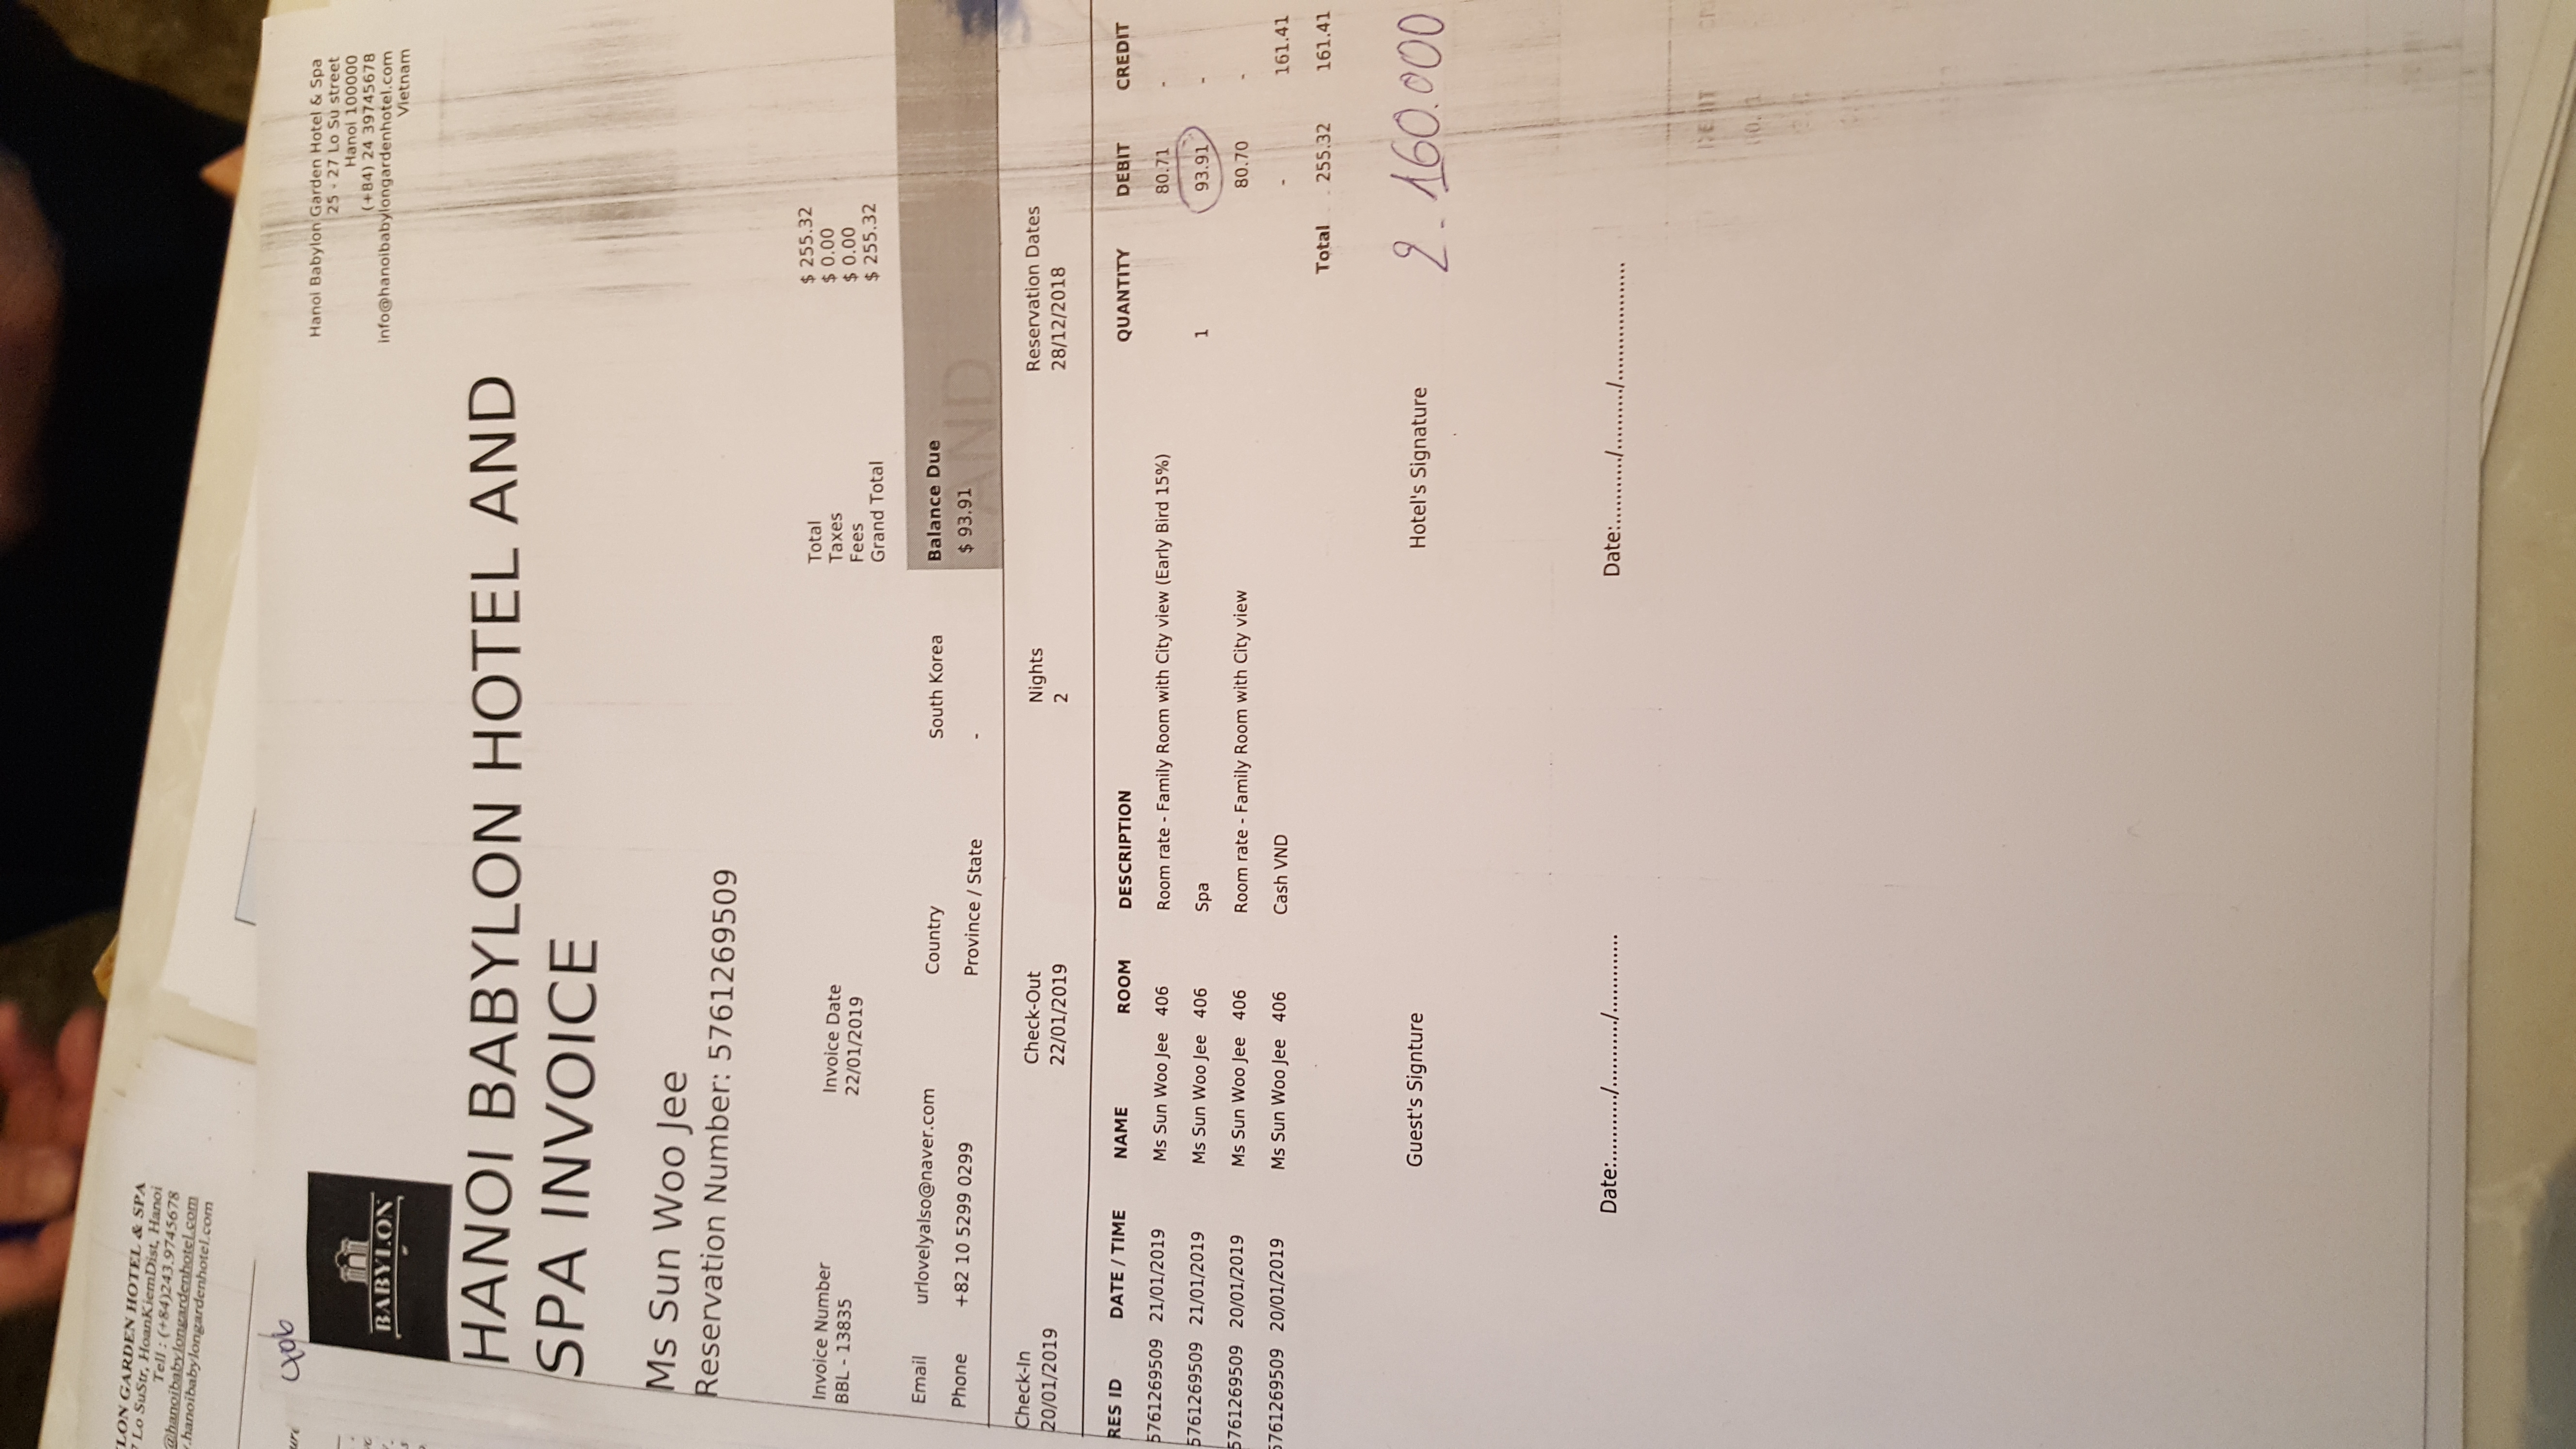 LON GARDEN HOTEL & SPA
7 Lo SuStr, HoanKiemDist, Hanoi
Tell : (+84)243.9745678
@hanoibabylongardenhotel.com
.hanoibabylongardenhotel.com
406
BABYLON
Hanoi Babylon Garden Hotel & Spa
25 - 27 Lo Su street
Hanoi 100000
(+84) 24 39745678
info@hanoibabylongardenhotel.com
Vietnam
HANOI BABYLON HOTEL AND
SPA INVOICE
Ms Sun Woo Jee
Reservation Number: 5761269509
Invoice Number Invoice Date
BBL - 13835 22/01/2019
Total $ 255.32
Taxes $ 0.00
Fees $ 0.00
Grand Total $ 255.32
Email urlovelyalso@naver.com Country South Korea
Phone +82 10 5299 0299 Province / State -
Balance Due
$ 93.91
AND
Check-In Check-Out Nights Reservation Dates
20/01/2019 22/01/2019 2 28/12/2018
RES ID DATE / TIME NAME ROOM DESCRIPTION QUANTITY DEBIT CREDIT
5761269509 21/01/2019 Ms Sun Woo Jee 406 Room rate - Family Room with City view (Early Bird 15%) 80.71 -
5761269509 21/01/2019 Ms Sun Woo Jee 406 Spa 1 93.91 -
5761269509 20/01/2019 Ms Sun Woo Jee 406 Room rate - Family Room with City view 80.70 -
5761269509 20/01/2019 Ms Sun Woo Jee 406 Cash VND - 161.41
Total 255.32 161.41
Guest's Signture Hotel's Signature 2.160.000
Date:.........../.........../............. Date:.........../........../....................